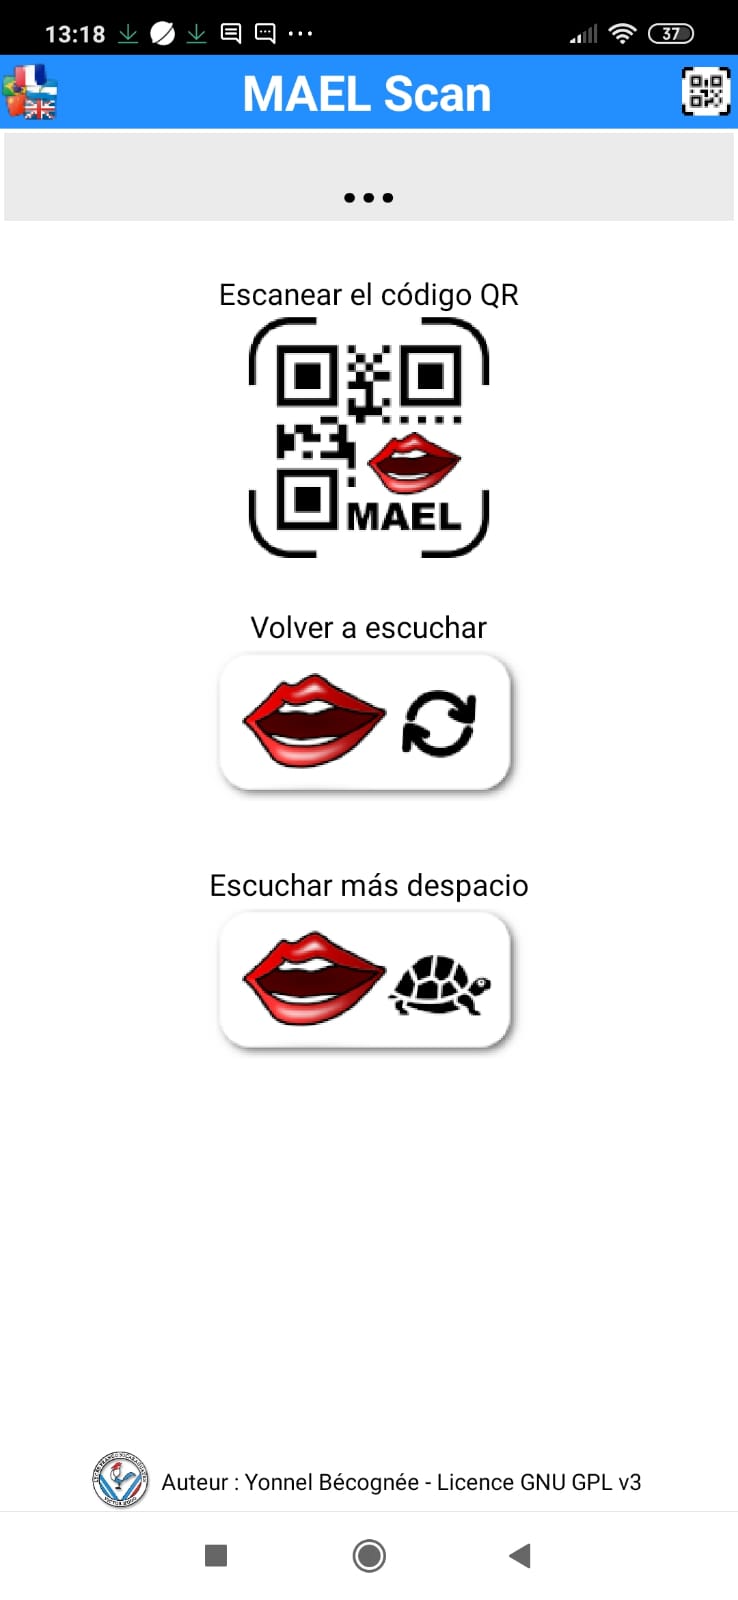 13:18
37
MAEL Scan
...
Escanear el código QR
MAEL
Volver a escuchar
Escuchar más despacio
Auteur : Yonnel Bécognée - Licence GNU GPL v3